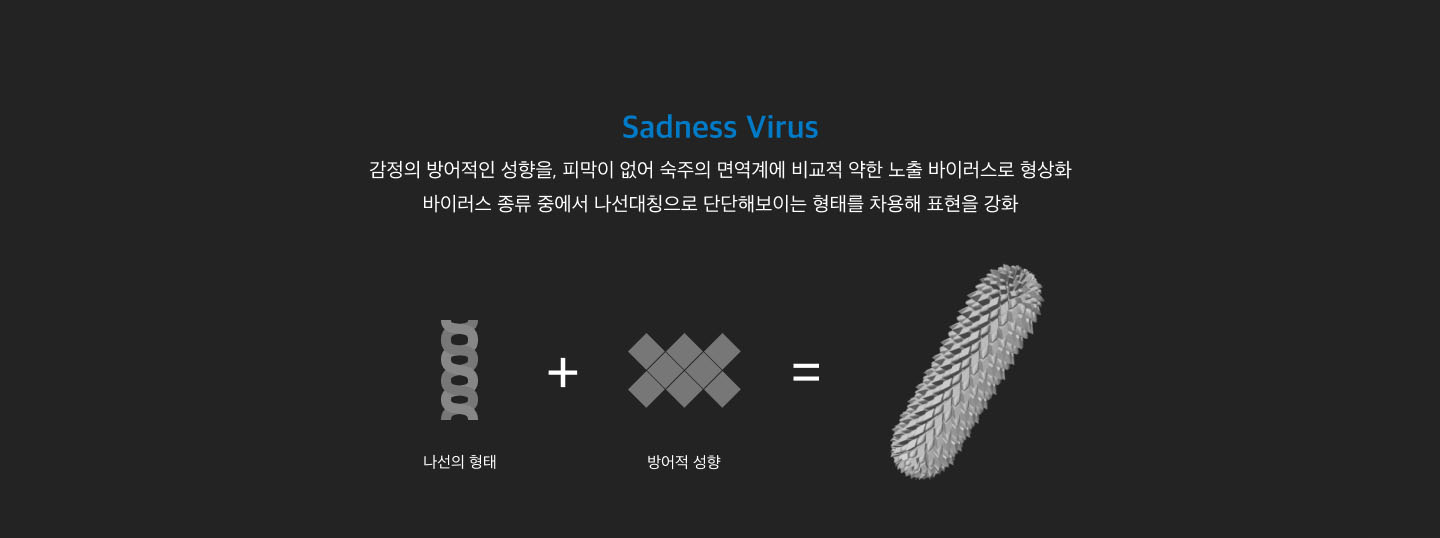 Sadness Virus
감정의 방어적인 성향을, 피막이 없어 숙주의 면역계에 비교적 약한 노출 바이러스로 형상화
바이러스 종류 중에서 나선대칭으로 단단해보이는 형태를 차용해 표현을 강화
+
=
나선의 형태
방어적 성향